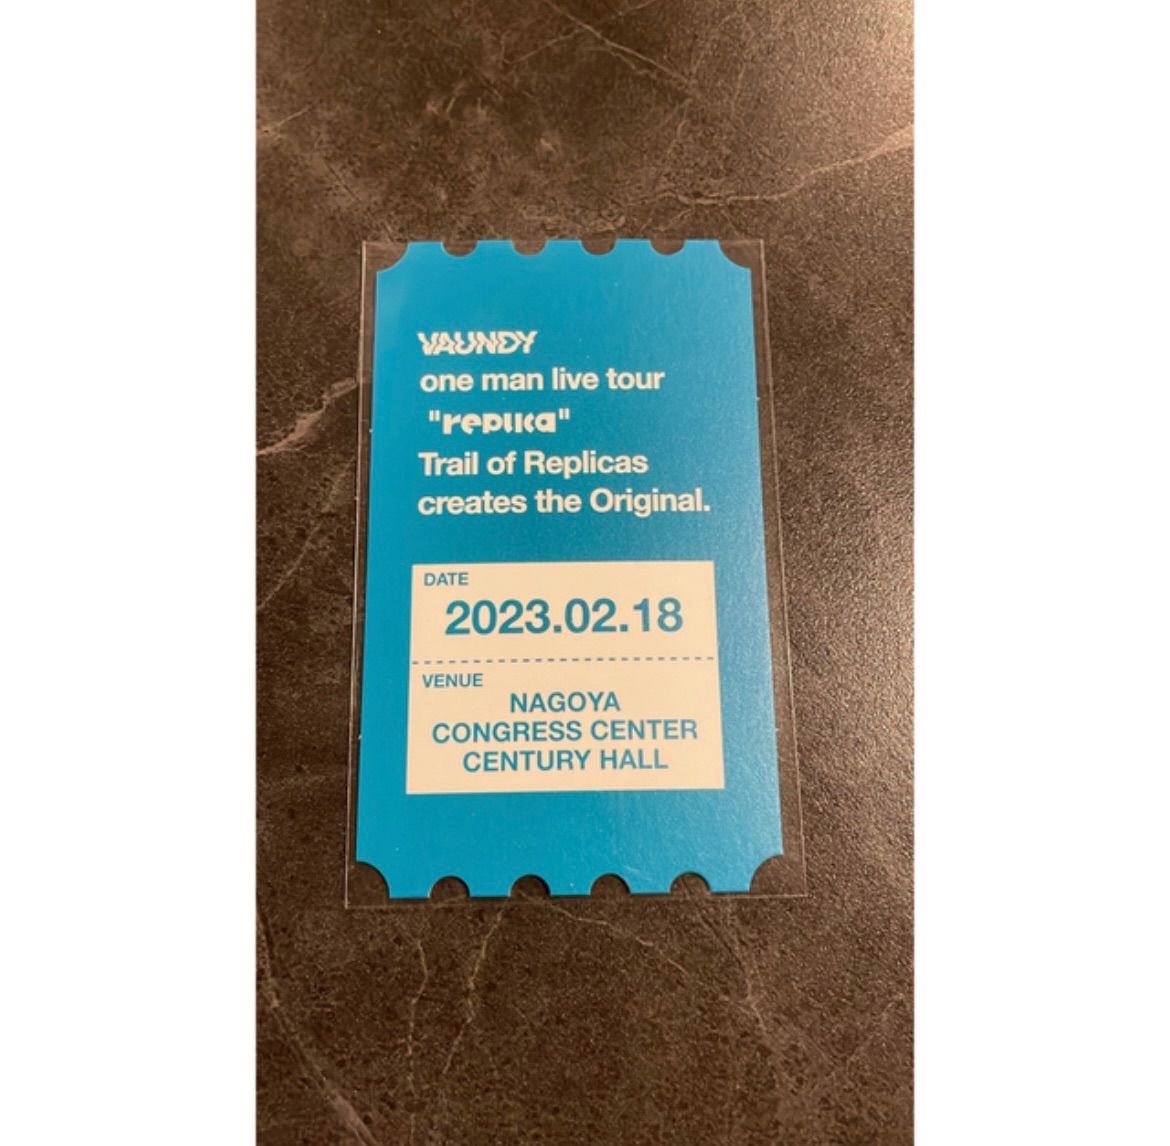 VAUNDY
one man live tour
"replica"
Trail of Replicas
creates the Original.
DATE
2023.02.18
VENUE
NAGOYA
CONGRESS CENTER
CENTURY HALL